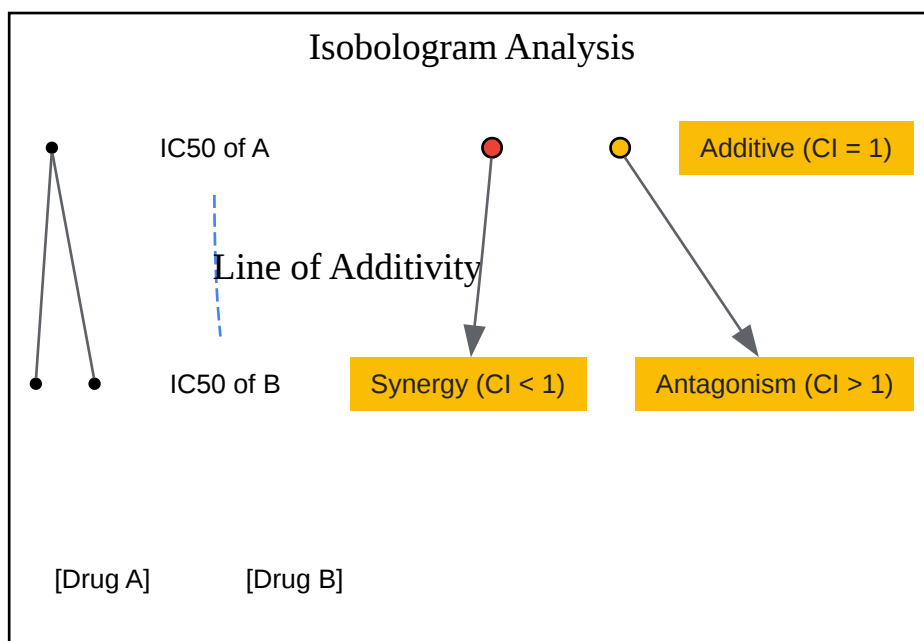 Isobologram Analysis
IC50 of A
Additive (CI = 1)
Line of Additivity
IC50 of B
Synergy (CI < 1)
Antagonism (CI > 1)
[Drug A]
[Drug B]